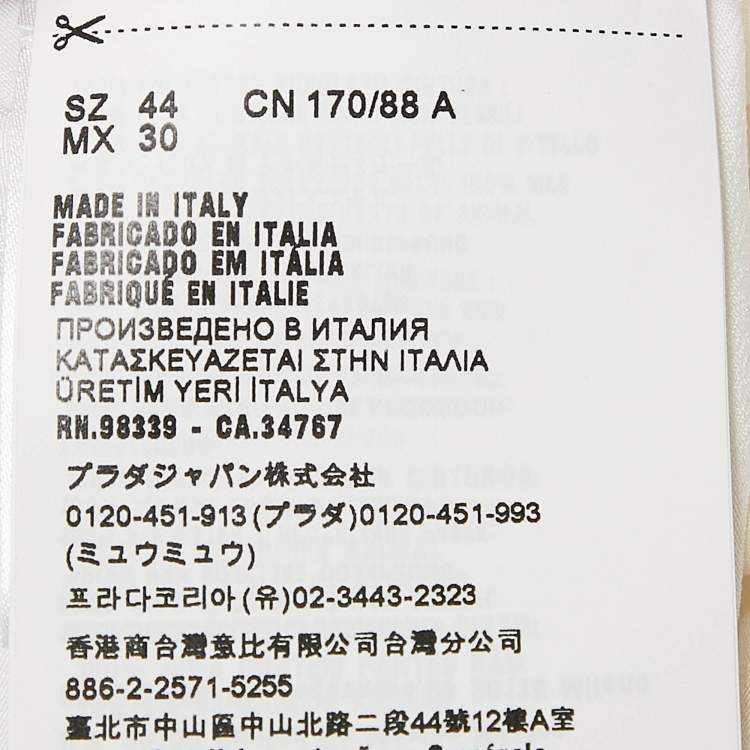 SZ 44 CN 170/88 A
MX 30
MADE IN ITALY
FABRICADO EN ITALIA
FABRICADO EM ITÁLIA
FABRIQUÉ EN ITALIE
ПРОИЗВЕДЕНО В ИТАЛИЯ
ΚΑΤΑΣΚΕΥΑΖΕΤΑΙ ΣΤΗΝ ΙΤΑΛΙΑ
ÜRETİM YERİ İTALYA
RN.98339 - CA.34767
プラダジャパン株式会社
0120-451-913(プラダ)0120-451-993
(ミュウミュウ)
프라다코리아(유)02-3443-2323
香港商台灣意比有限公司台灣分公司
886-2-2571-5255
臺北市中山區中山北路二段44號12樓A室